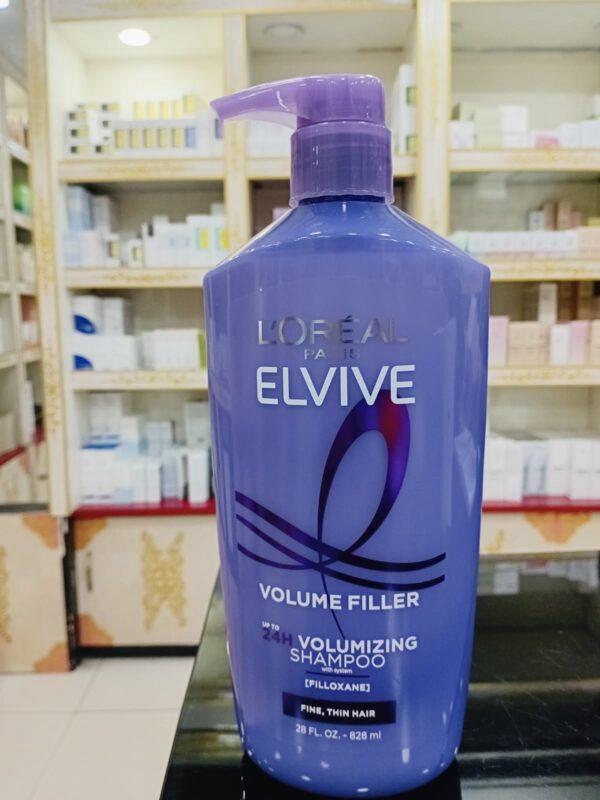 L'ORÉAL
PARIS
ELVIVE
VOLUME FILLER
UP TO
24H VOLUMIZING
SHAMPOO
with system
[FILLOXANE]
FINE, THIN HAIR
28 FL. OZ. - 828 ml